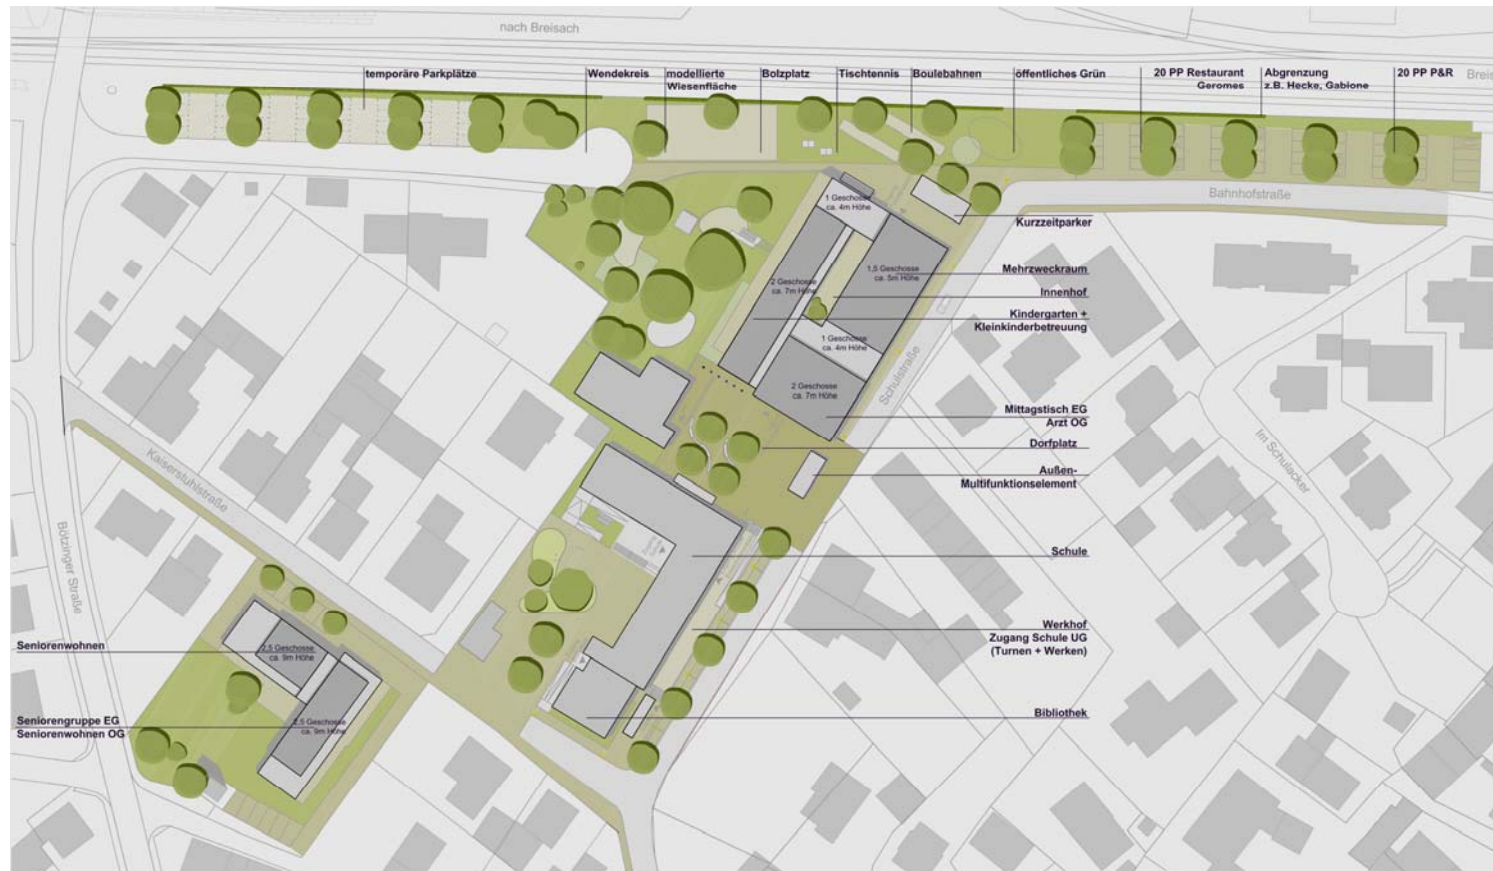 nach Breisach
temporäre Parkplätze
Wendekreis
modellierte
Wiesenfläche
Bolzplatz
Tischtennis
Boulebahnen
öffentliches Grün
20 PP Restaurant
Geromes
Abgrenzung
z.B. Hecke, Gabione
20 PP P&R
Breis
Bahnhofstraße
1 Geschosse
ca. 4m Höhe
Kurzzeitparker
1,5 Geschosse
ca. 5m Höhe
Mehrzweckraum
2 Geschosse
ca. 7m Höhe
Innenhof
Kindergarten +
Kleinkinderbetreuung
1 Geschosse
ca. 4m Höhe
Schulstraße
2 Geschosse
ca. 7m Höhe
Mittagstisch EG
Arzt OG
Dorfplatz
Außen-
Multifunktionselement
Im Schulacker
Kaiserstuhlstraße
Bötzinger Straße
Schule
Werkhof
Zugang Schule UG
(Turnen + Werken)
Seniorenwohnen
2,5 Geschosse
ca. 9m Höhe
Seniorengruppe EG
Seniorenwohnen OG
2,5 Geschosse
ca. 9m Höhe
Bibliothek